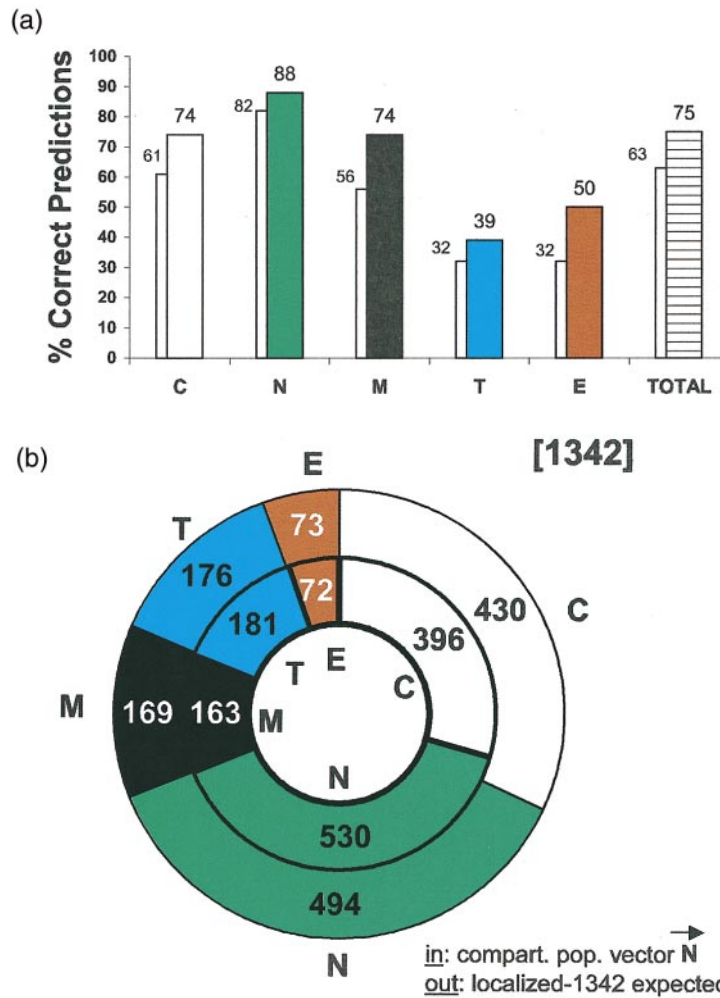 (a)
% Correct Predictions
100
90
80
70
60
50
40
30
20
10
0
61
74
82
88
56
74
32
39
32
50
63
75
C
N
M
T
E
TOTAL
(b)
[1342]
E
T
73
176
72
181
430
C
396
E
T
C
M
169
163
M
N
530
494
N
in: compart. pop. vector N
out: localized-1342 expected